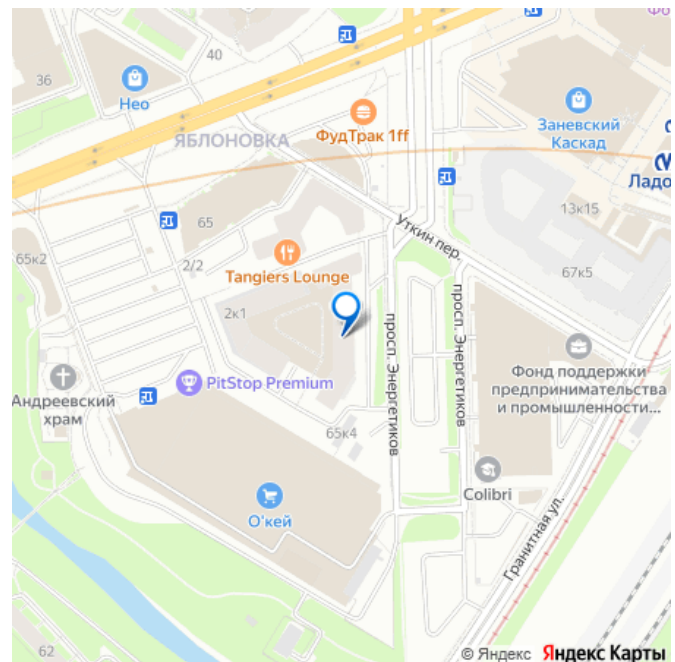 Фо
40
36
Нео
ФудТрак 1ff
Заневский
Каскад
ЯБЛОНОВКА
Ладо
13к15
65
Уткин пер.
65к2
2/2
Tangiers Lounge
67к5
2к1
просп. Энергетиков
просп. Энергетиков
Фонд поддержки
предпринимательства
и промышленности...
PitStop Premium
Андреевский
храм
65к4
Colibri
О'кей
Гранитная ул.
62
© Яндекс Яндекс Карты